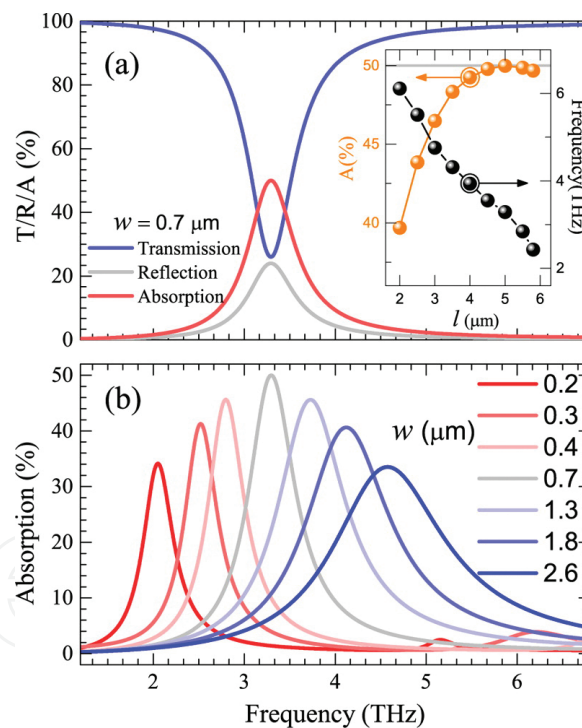 100
80
60
40
20
0
T/R/A (%)
(a)
w = 0.7 μm
Transmission
Reflection
Absorption
50
45
40
A(%)
6
4
2
Frequency(THz)
2 3 4 5 6
l (μm)
(b)
50
40
30
20
10
0
Absorption (%)
w (μm)
0.2
0.3
0.4
0.7
1.3
1.8
2.6
2 3 4 5 6
Frequency (THz)